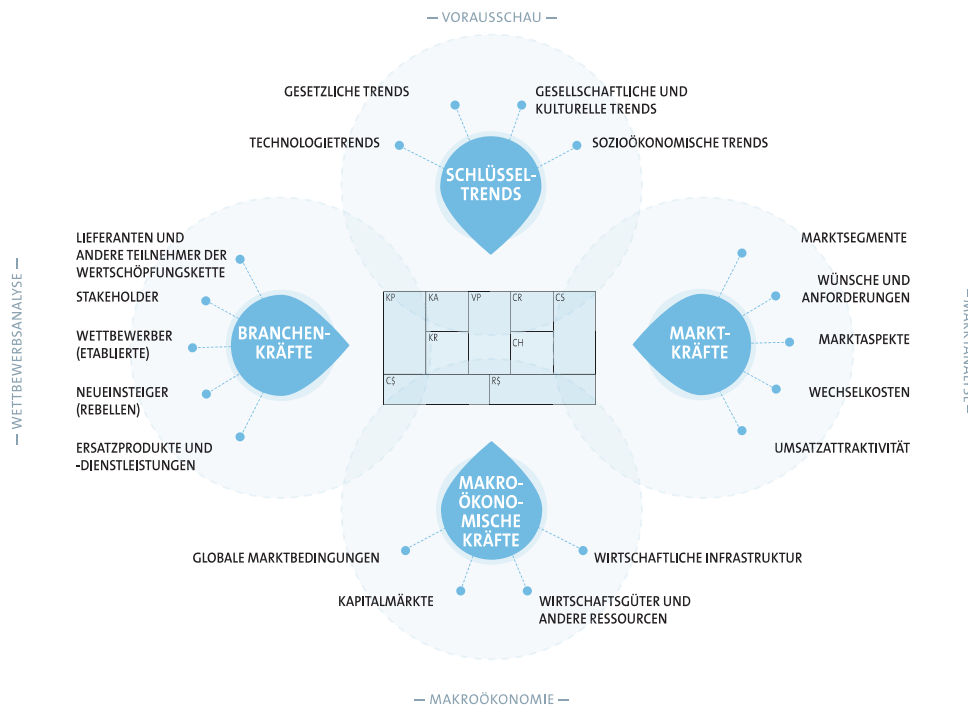 — VORAUSSCHAU —
GESETZLICHE TRENDS
GESELLSCHAFTLICHE UND
KULTURELLE TRENDS
TECHNOLOGIETRENDS
SOZIOÖKONOMISCHE TRENDS
SCHLÜSSEL-
TRENDS
— WETTBEWERBSANALYSE —
LIEFERANTEN UND
ANDERE TEILNEHMER DER
WERTSCHÖPFUNGSKETTE
STAKEHOLDER
WETTBEWERBER
(ETABLIERTE)
NEUEINSTEIGER
(REBELLEN)
ERSATZPRODUKTE UND
-DIENSTLEISTUNGEN
BRANCHEN-
KRÄFTE
KP
KA
VP
CR
CS
KR
CH
C$
R$
MARKT-
KRÄFTE
MARKTSEGMENTE
WÜNSCHE UND
ANFORDERUNGEN
MARKTASPEKTE
WECHSELKOSTEN
UMSATZATTRAKTIVITÄT
— MARKTANALYSE —
MAKRO-
ÖKONO-
MISCHE
KRÄFTE
GLOBALE MARKTBEDINGUNGEN
WIRTSCHAFTLICHE INFRASTRUKTUR
KAPITALMÄRKTE
WIRTSCHAFTSGÜTER UND
ANDERE RESSOURCEN
— MAKROÖKONOMIE —